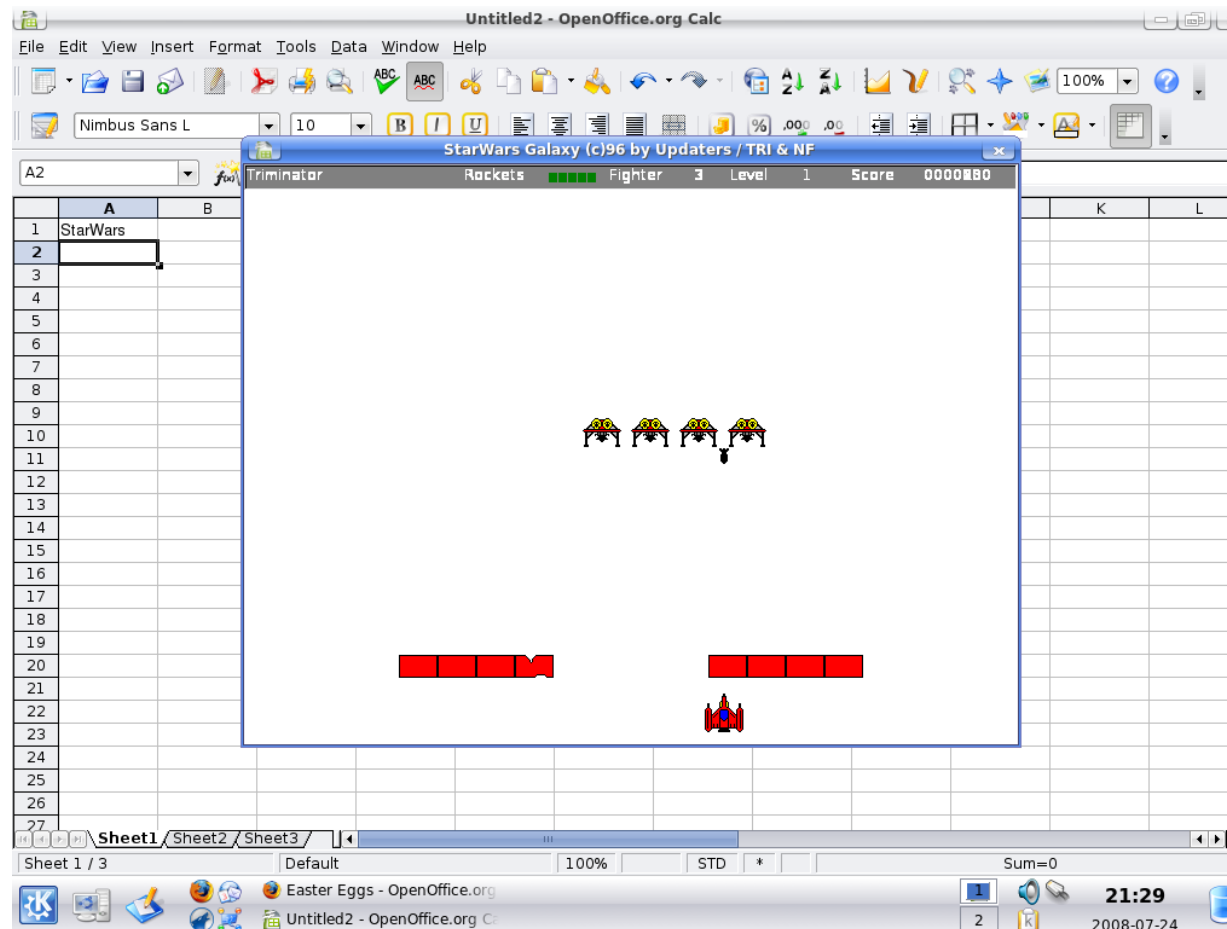 Untitled2 - OpenOffice.org Calc
File Edit View Insert Format Tools Data Window Help
ABC ABC 100%
Nimbus Sans L 10 B I U % .000 .00
StarWars Galaxy (c)96 by Updaters / TRI & NF
A2 f(x)
Triminator Rockets Fighter 3 Level 1 Score
A B K L
1 StarWars
2
3
4
5
6
7
8
9
10
11
12
13
14
15
16
17
18
19
20
21
22
23
24
25
26
27
Sheet1 Sheet2 Sheet3
Sheet 1 / 3 Default 100% STD * Sum=0
Easter Eggs - OpenOffice.org 1 21:29
Untitled2 - OpenOffice.org 2 2008-07-24